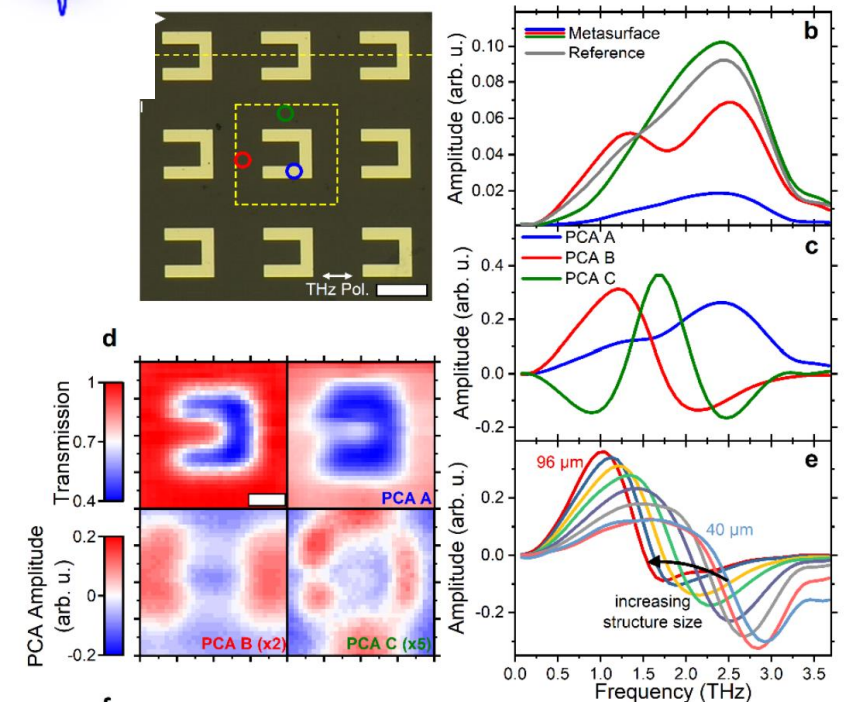 THz Pol.
b
Metasurface
Reference
Amplitude (arb. u.)
0.10
0.08
0.06
0.04
0.02
c
PCA A
PCA B
PCA C
Amplitude (arb. u.)
0.4
0.2
0.0
-0.2
d
Transmission
1
0.7
0.4
PCA A
PCA Amplitude
(arb. u.)
0.2
0
-0.2
PCA B (x2)
PCA C (x5)
e
96 µm
40 µm
increasing
structure size
Amplitude (arb. u.)
0.2
0.0
-0.2
0.0 0.5 1.0 1.5 2.0 2.5 3.0 3.5
Frequency (THz)